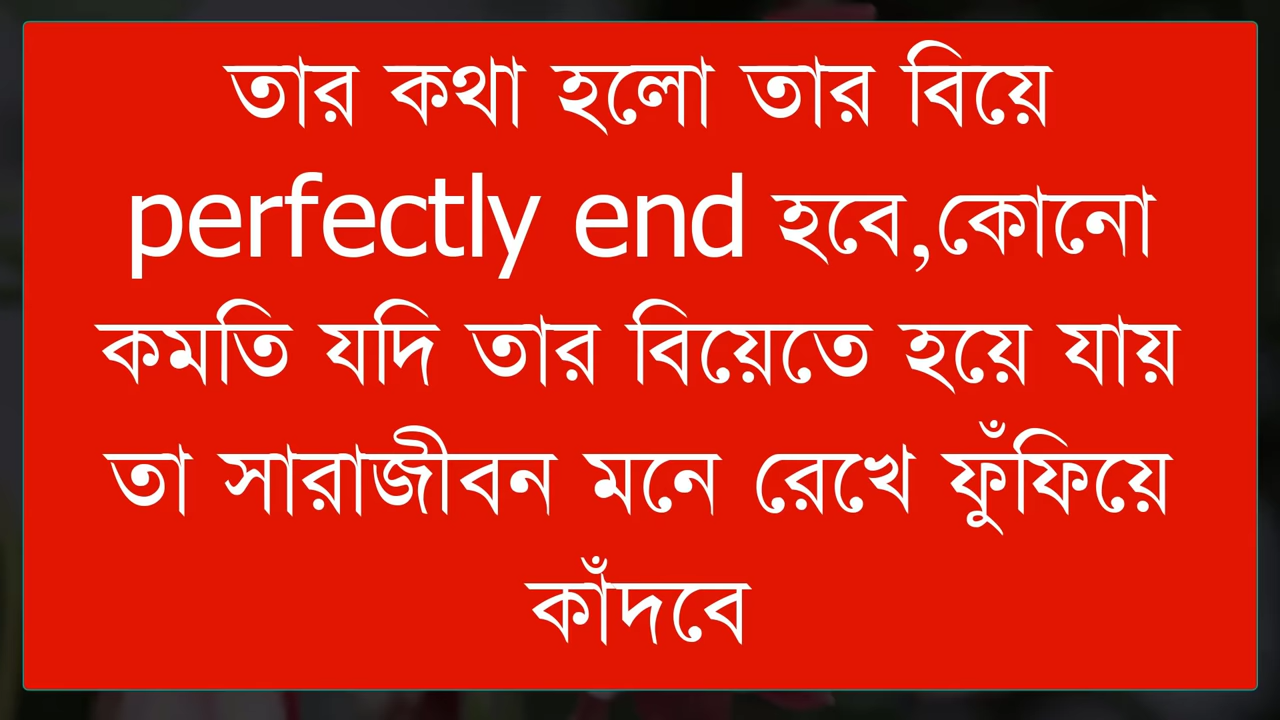 তার কথা হলো তার বিয়ে
perfectly end হবে,কোনো
কমতি যদি তার বিয়েতে হয়ে যায়
তা সারাজীবন মনে রেখে ফুঁফিয়ে
কাঁদবে